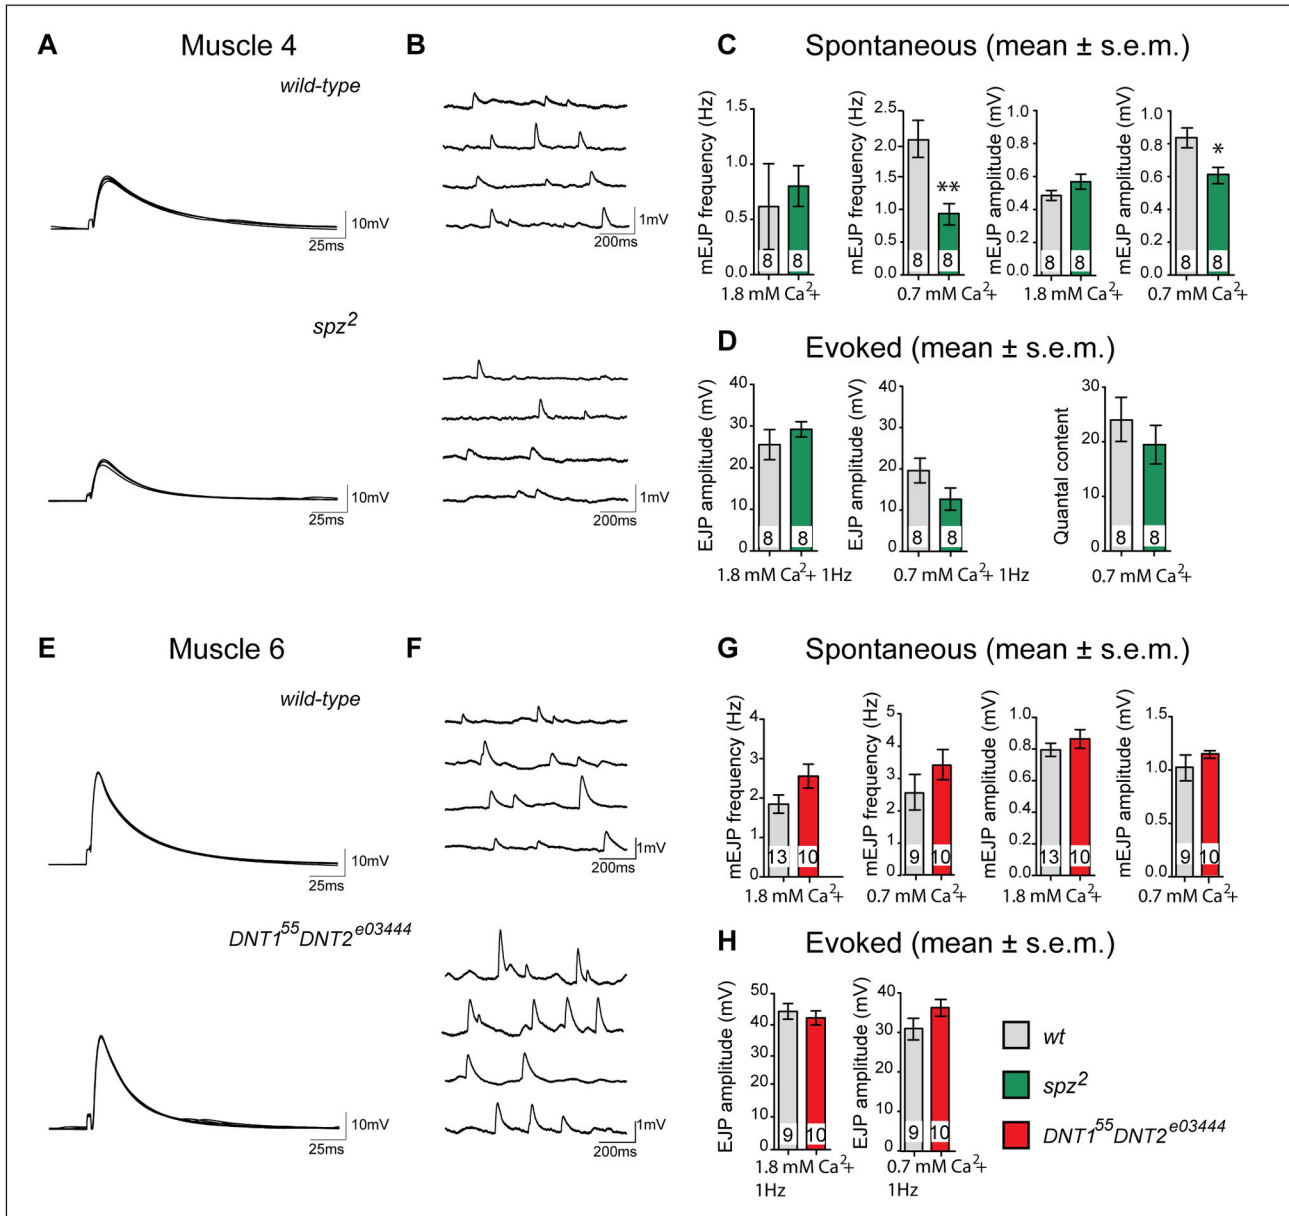 A Muscle 4
wild-type
10mV
25ms
spz²
10mV
25ms
B
1mV
200ms
1mV
200ms
C Spontaneous (mean ± s.e.m.)
mEJP frequency (Hz)
1.5
1.0
0.5
0.0
8 8
1.8 mM Ca²+
mEJP frequency (Hz)
2.5
2.0
1.5
1.0
0.5
0.0
**
8 8
0.7 mM Ca²+
mEJP amplitude (mV)
1.0
0.8
0.6
0.4
0.2
0.0
8 8
1.8 mM Ca²+
mEJP amplitude (mV)
1.0
0.8
0.6
0.4
0.2
0.0
*
8 8
0.7 mM Ca²+
D Evoked (mean ± s.e.m.)
EJP amplitude (mV)
40
30
20
10
0
8 8
1.8 mM Ca²+ 1Hz
EJP amplitude (mV)
40
30
20
10
0
8 8
0.7 mM Ca²+ 1Hz
Quantal content
30
20
10
0
8 8
0.7 mM Ca²+
E Muscle 6
wild-type
10mV
25ms
DNT1⁵⁵DNT2ᵉ⁰³⁴⁴⁴
10mV
25ms
F
1mV
200ms
1mV
200ms
G Spontaneous (mean ± s.e.m.)
mEJP frequency (Hz)
4
3
2
1
0
13 10
1.8 mM Ca²+
mEJP frequency (Hz)
5
4
3
2
1
0
9 10
0.7 mM Ca²+
mEJP amplitude (mV)
1.0
0.8
0.6
0.4
0.2
0.0
13 10
1.8 mM Ca²+
mEJP amplitude (mV)
1.5
1.0
0.5
0.0
9 10
0.7 mM Ca²+
H Evoked (mean ± s.e.m.)
EJP amplitude (mV)
50
40
30
20
10
0
9 10
1.8 mM Ca²+
1Hz
EJP amplitude (mV)
40
30
20
10
0
9 10
0.7 mM Ca²+
1Hz
wt
spz²
DNT1⁵⁵DNT2ᵉ⁰³⁴⁴⁴